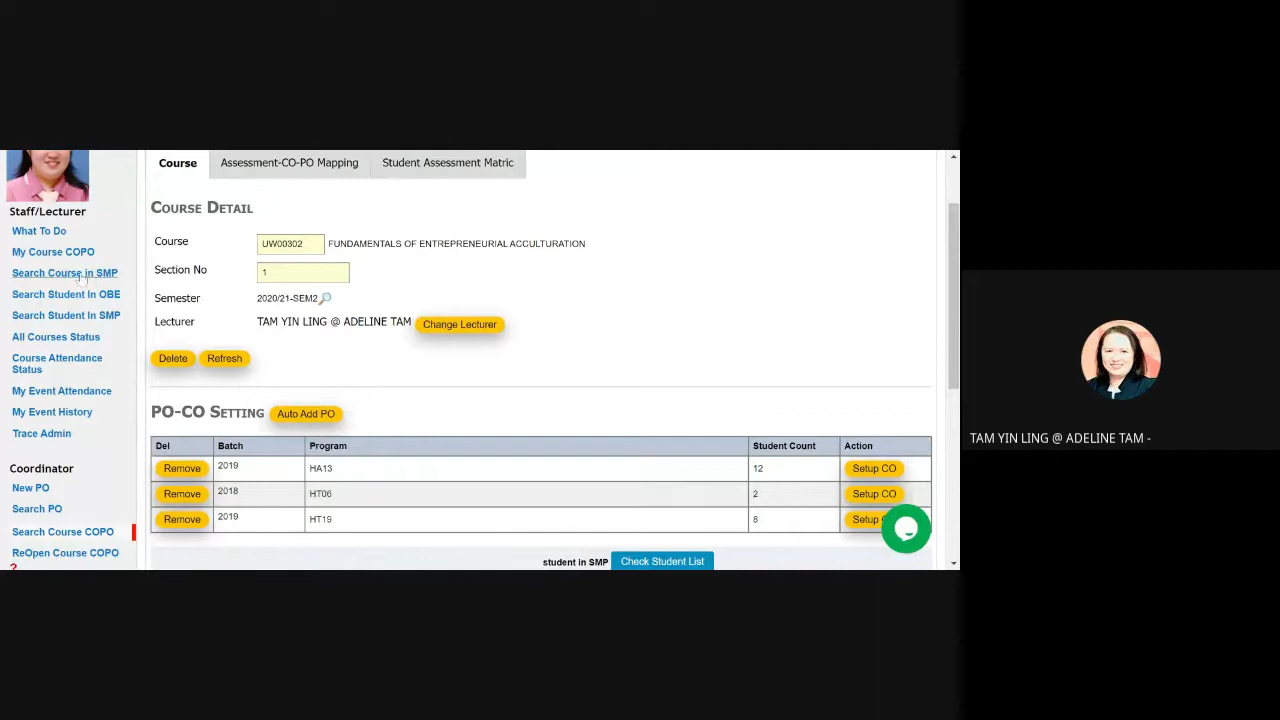 Course Assessment-CO-PO Mapping Student Assessment Matric
Staff/Lecturer
What To Do
My Course COPO
Search Course in SMP
Search Student In OBE
Search Student In SMP
All Courses Status
Course Attendance
Status
My Event Attendance
My Event History
Trace Admin
Coordinator
New PO
Search PO
Search Course COPO
ReOpen Course COPO
?
COURSE DETAIL
Course UW00302 FUNDAMENTALS OF ENTREPRENEURIAL ACCULTURATION
Section No 1
Semester 2020/21-SEM2
Lecturer TAM YIN LING @ ADELINE TAM Change Lecturer
Delete Refresh
PO-CO SETTING Auto Add PO
Del Batch Program Student Count Action
Remove 2019 HA13 12 Setup CO
Remove 2018 HT06 2 Setup CO
Remove 2019 HT19 8 Setup
student in SMP Check Student List
TAM YIN LING @ ADELINE TAM -